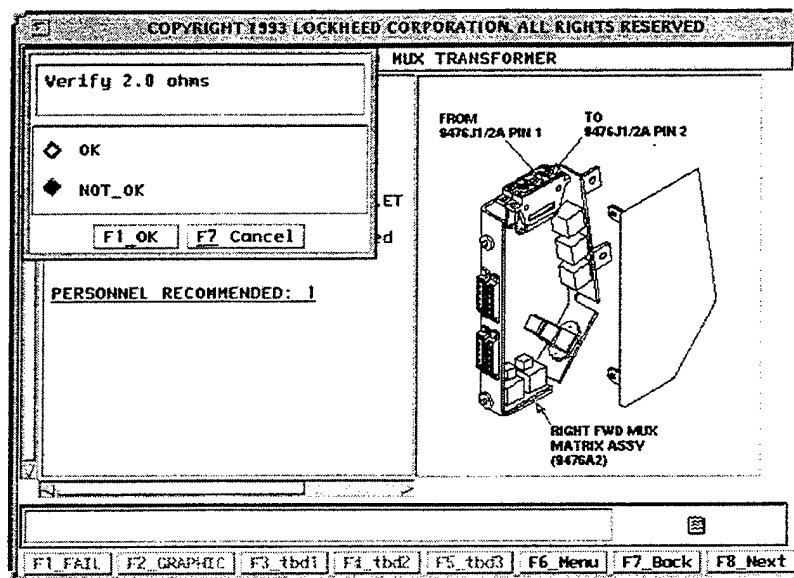 COPYRIGHT 1993 LOCKHEED CORPORATION. ALL RIGHTS RESERVED
MUX TRANSFORMER
Verify 2.0 ohms
OK
NOT_OK
F1_OK F7 Cancel
ET
ed
PERSONNEL RECOMMENDED: 1
FROM
9476J1/2A PIN 1
TO
9476J1/2A PIN 2
RIGHT FWD MUX
MATRIX ASSY
(9476A2)
F1_FAIL F2_GRAPHIC F3_tbd1 F4_tbd2 F5_tbd3 F6_Menu F7_Back F8_Next